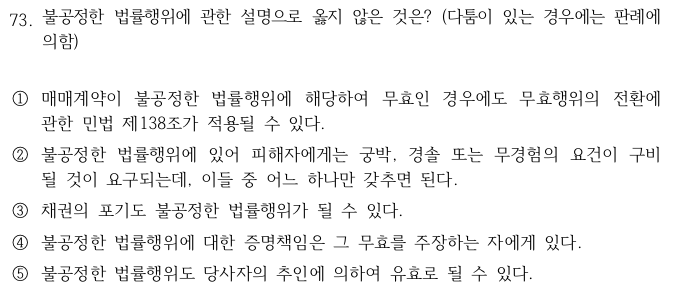 73. 불공정한 법률행위에 관한 설명으로 옳지 않은 것은? (다툼이 있는 경우에는 판례에
의함)
① 매매계약이 불공정한 법률행위에 해당하여 무효인 경우에도 무효행위의 전환에
관한 민법 제138조가 적용될 수 있다.
② 불공정한 법률행위에 있어 피해자에게는 궁박, 경솔 또는 무경험의 요건이 구비
될 것이 요구되는데, 이들 중 어느 하나만 갖추면 된다.
③ 채권의 포기도 불공정한 법률행위가 될 수 있다.
④ 불공정한 법률행위에 대한 증명책임은 그 무효를 주장하는 자에게 있다.
⑤ 불공정한 법률행위도 당사자의 추인에 의하여 유효로 될 수 있다.